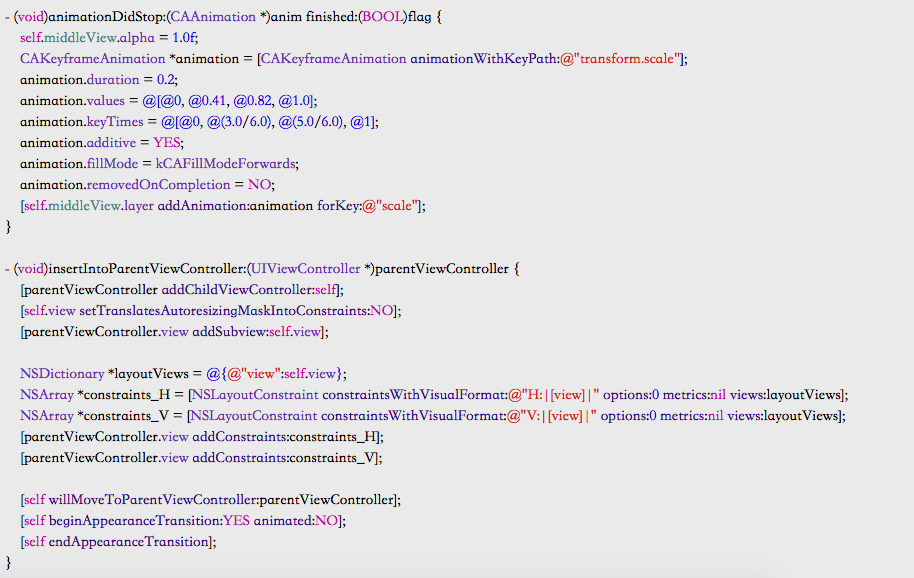 - (void)animationDidStop:(CAAnimation *)anim finished:(BOOL)flag {
self.middleView.alpha = 1.0f;
CAKeyframeAnimation *animation = [CAKeyframeAnimation animationWithKeyPath:@"transform.scale"];
animation.duration = 0.2;
animation.values = @[@0, @0.41, @0.82, @1.0];
animation.keyTimes = @[@0, @(3.0/6.0), @(5.0/6.0), @1];
animation.additive = YES;
animation.fillMode = kCAFillModeForwards;
animation.removedOnCompletion = NO;
[self.middleView.layer addAnimation:animation forKey:@"scale"];
}
- (void)insertIntoParentViewController:(UIViewController *)parentViewController {
[parentViewController addChildViewController:self];
[self.view setTranslatesAutoresizingMaskIntoConstraints:NO];
[parentViewController.view addSubview:self.view];
NSDictionary *layoutViews = @{@"view":self.view};
NSArray *constraints_H = [NSLayoutConstraint constraintsWithVisualFormat:@"H:|[view]|" options:0 metrics:nil views:layoutViews];
NSArray *constraints_V = [NSLayoutConstraint constraintsWithVisualFormat:@"V:|[view]|" options:0 metrics:nil views:layoutViews];
[parentViewController.view addConstraints:constraints_H];
[parentViewController.view addConstraints:constraints_V];
[self willMoveToParentViewController:parentViewController];
[self beginAppearanceTransition:YES animated:NO];
[self endAppearanceTransition];
}